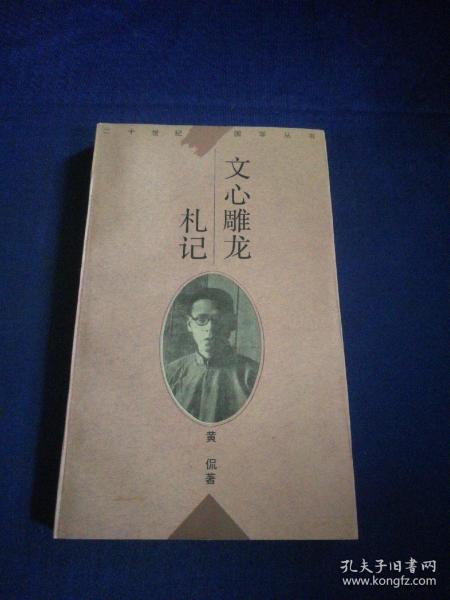 二十世纪国学丛书
文心雕龙
札记
黄侃著
孔夫子旧书网
www.kongfz.com